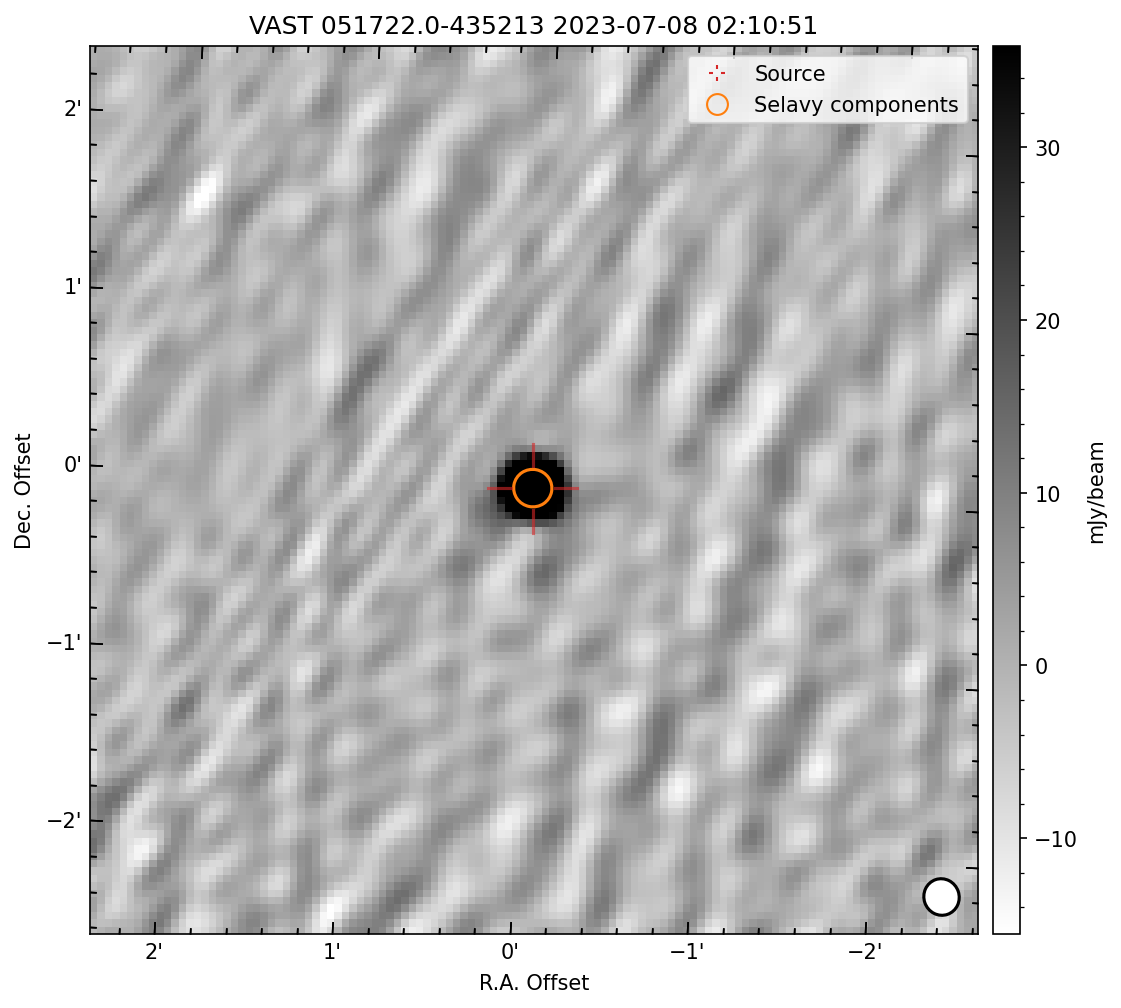 VAST 051722.0-435213 2023-07-08 02:10:51
Source
Selavy components
2'
1'
0'
−1'
−2'
Dec. Offset
2'
1'
0'
−1'
−2'
R.A. Offset
30
20
10
0
−10
mJy/beam